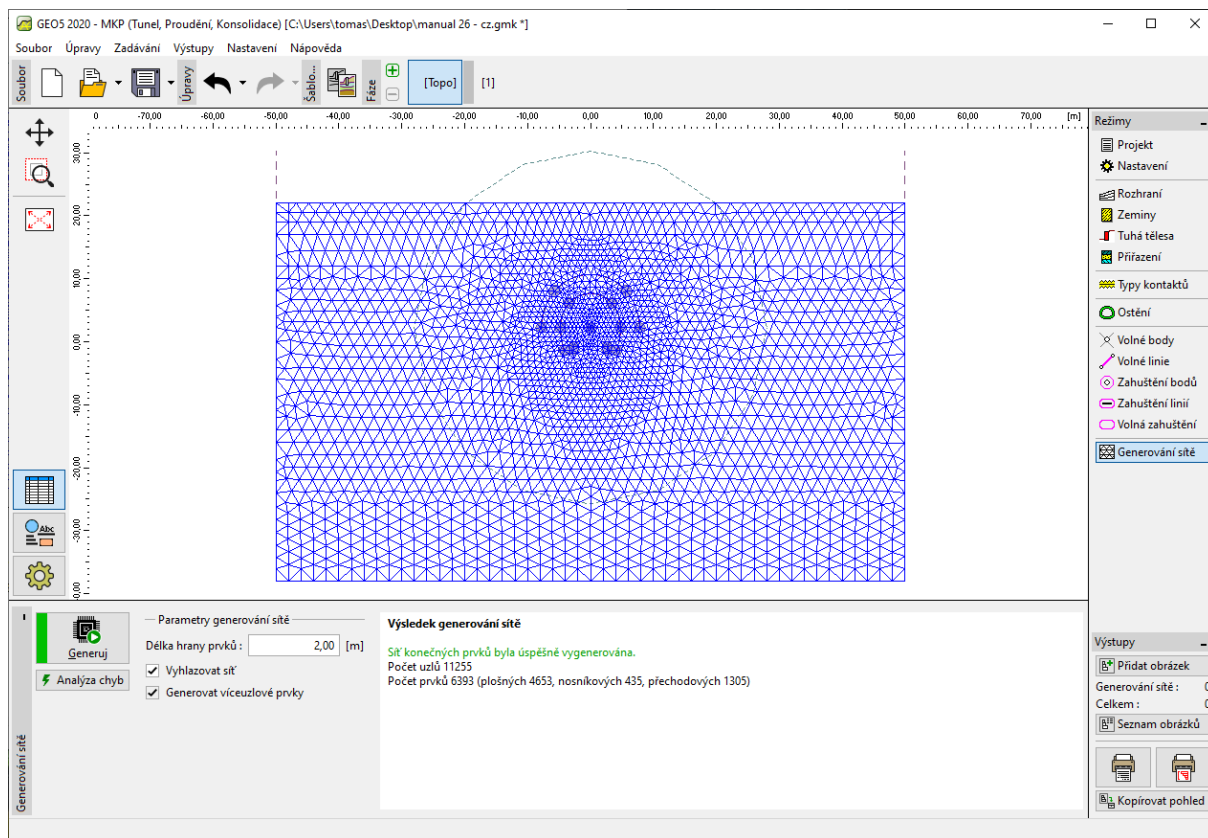 GEO5 2020 - MKP (Tunel, Proudění, Konsolidace) [C:\Users\tomas\Desktop\manual 26 - cz.gmk *]
Soubor Úpravy Zadávání Výstupy Nastavení Nápověda
Soubor
Úpravy
Šablo...
Fáze
[Topo]
[1]
0 -70,00 -60,00 -50,00 -40,00 -30,00 -20,00 -10,00 0,00 10,00 20,00 30,00 40,00 50,00 60,00 70,00 [m]
30,00
20,00
10,00
0,00
-10,00
-20,00
-30,00
Abc
Režimy
Projekt
Nastavení
Rozhraní
Zeminy
Tuhá tělesa
Přiřazení
Typy kontaktů
Ostění
Volné body
Volné linie
Zahuštění bodů
Zahuštění linií
Volná zahuštění
Generování sítě
Generování sítě
Generuj
Analýza chyb
Parametry generování sítě
Délka hrany prvků : 2,00 [m]
Vyhlazovat síť
Generovat víceuzlové prvky
Výsledek generování sítě
Síť konečných prvků byla úspěšně vygenerována.
Počet uzlů 11255
Počet prvků 6393 (plošných 4653, nosníkových 435, přechodových 1305)
Výstupy
Přidat obrázek
Generování sítě :
Celkem :
Seznam obrázků
Kopírovat pohled